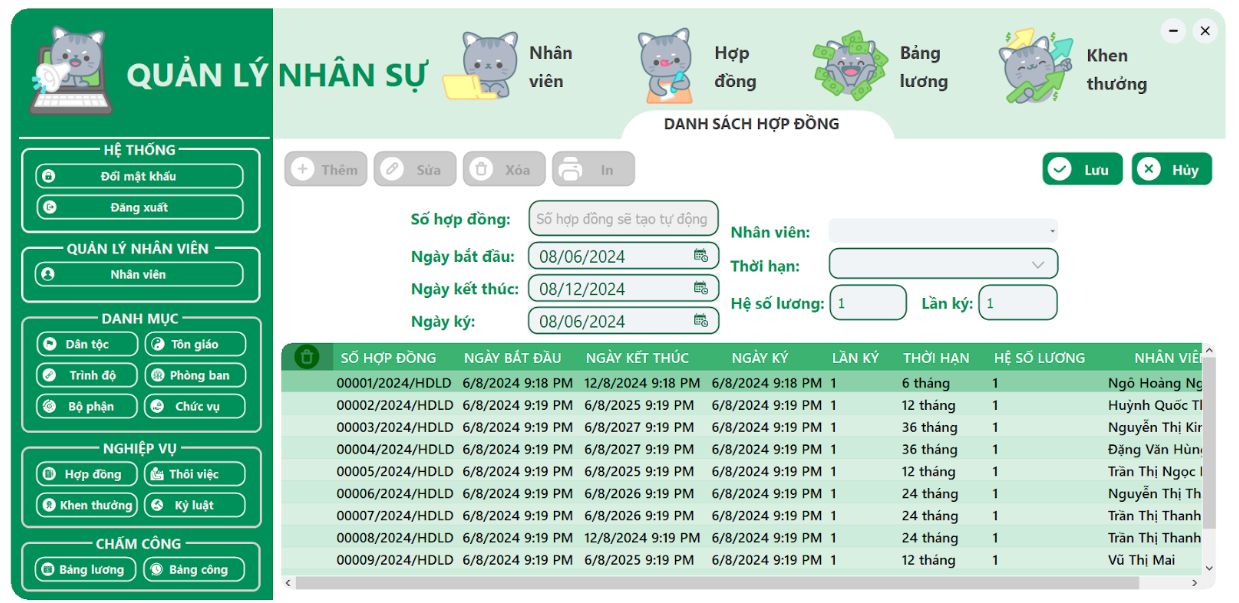 QUẢN LÝ NHÂN SỰ
Nhân viên
Hợp đồng
Bảng lương
Khen thưởng
DANH SÁCH HỢP ĐỒNG
HỆ THỐNG
Đổi mật khẩu
Đăng xuất
QUẢN LÝ NHÂN VIÊN
Nhân viên
DANH MỤC
Dân tộc
Tôn giáo
Trình độ
Phòng ban
Bộ phận
Chức vụ
NGHIỆP VỤ
Hợp đồng
Thôi việc
Khen thưởng
Kỷ luật
CHẤM CÔNG
Bảng lương
Bảng công
Thêm
Sửa
Xóa
In
Lưu
Hủy
Số hợp đồng: Số hợp đồng sẽ tạo tự động
Ngày bắt đầu: 08/06/2024
Ngày kết thúc: 08/12/2024
Ngày ký: 08/06/2024
Nhân viên:
Thời hạn:
Hệ số lương: 1 Lần ký: 1
SỐ HỢP ĐỒNG NGÀY BẮT ĐẦU NGÀY KẾT THÚC NGÀY KÝ LẦN KÝ THỜI HẠN HỆ SỐ LƯƠNG NHÂN VIÊ
00001/2024/HDLD 6/8/2024 9:18 PM 12/8/2024 9:18 PM 6/8/2024 9:18 PM 1 6 tháng 1 Ngô Hoàng Ng
00002/2024/HDLD 6/8/2024 9:19 PM 6/8/2025 9:19 PM 6/8/2024 9:19 PM 1 12 tháng 1 Huỳnh Quốc Th
00003/2024/HDLD 6/8/2024 9:19 PM 6/8/2027 9:19 PM 6/8/2024 9:19 PM 1 36 tháng 1 Nguyễn Thị Kin
00004/2024/HDLD 6/8/2024 9:19 PM 6/8/2027 9:19 PM 6/8/2024 9:19 PM 1 36 tháng 1 Đặng Văn Hùng
00005/2024/HDLD 6/8/2024 9:19 PM 6/8/2025 9:19 PM 6/8/2024 9:19 PM 1 12 tháng 1 Trần Thị Ngọc
00006/2024/HDLD 6/8/2024 9:19 PM 6/8/2026 9:19 PM 6/8/2024 9:19 PM 1 24 tháng 1 Nguyễn Thị Th
00007/2024/HDLD 6/8/2024 9:19 PM 6/8/2026 9:19 PM 6/8/2024 9:19 PM 1 24 tháng 1 Trần Thị Thanh
00008/2024/HDLD 6/8/2024 9:19 PM 12/8/2024 9:19 PM 6/8/2024 9:19 PM 1 24 tháng 1 Trần Thị Thanh
00009/2024/HDLD 6/8/2024 9:19 PM 6/8/2025 9:19 PM 6/8/2024 9:19 PM 1 12 tháng 1 Vũ Thị Mai